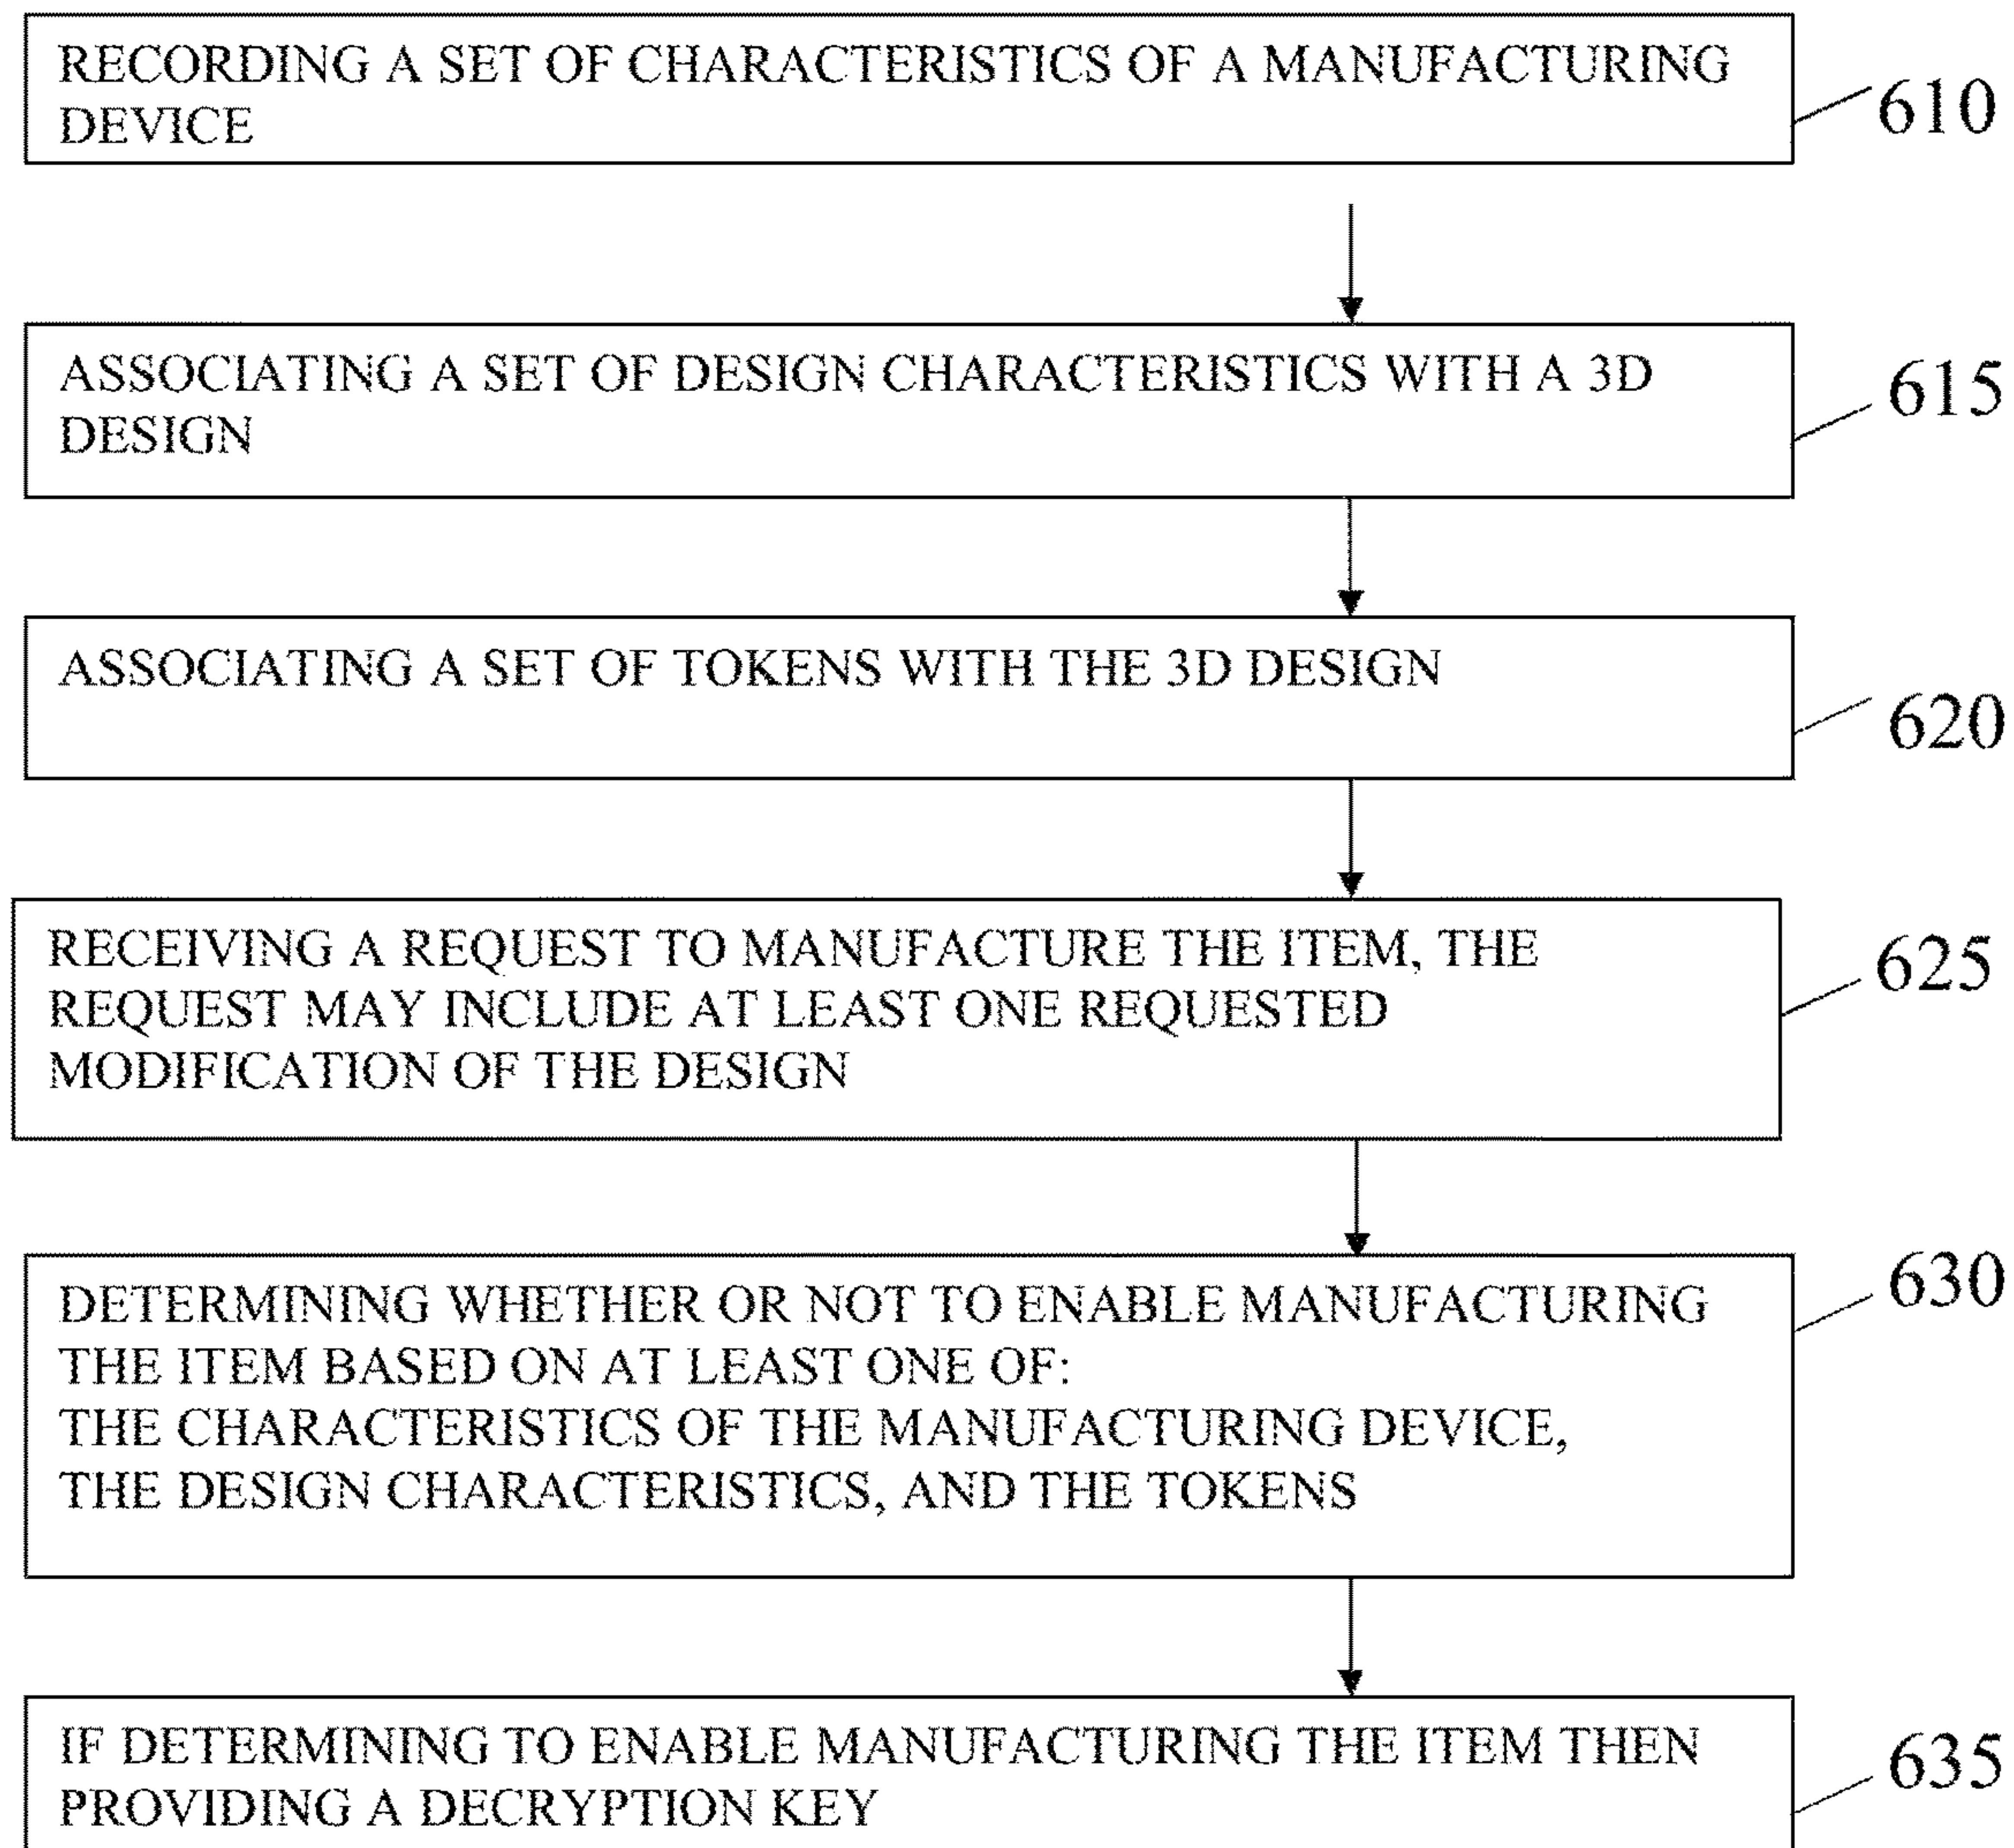 RECORDING A SET OF CHARACTERISTICS OF A MANUFACTURING
DEVICE
610
ASSOCIATING A SET OF DESIGN CHARACTERISTICS WITH A 3D
DESIGN
615
ASSOCIATING A SET OF TOKENS WITH THE 3D DESIGN
620
RECEIVING A REQUEST TO MANUFACTURE THE ITEM, THE
REQUEST MAY INCLUDE AT LEAST ONE REQUESTED
MODIFICATION OF THE DESIGN
625
DETERMINING WHETHER OR NOT TO ENABLE MANUFACTURING
THE ITEM BASED ON AT LEAST ONE OF:
THE CHARACTERISTICS OF THE MANUFACTURING DEVICE,
THE DESIGN CHARACTERISTICS, AND THE TOKENS
630
IF DETERMINING TO ENABLE MANUFACTURING THE ITEM THEN
PROVIDING A DECRYPTION KEY
635